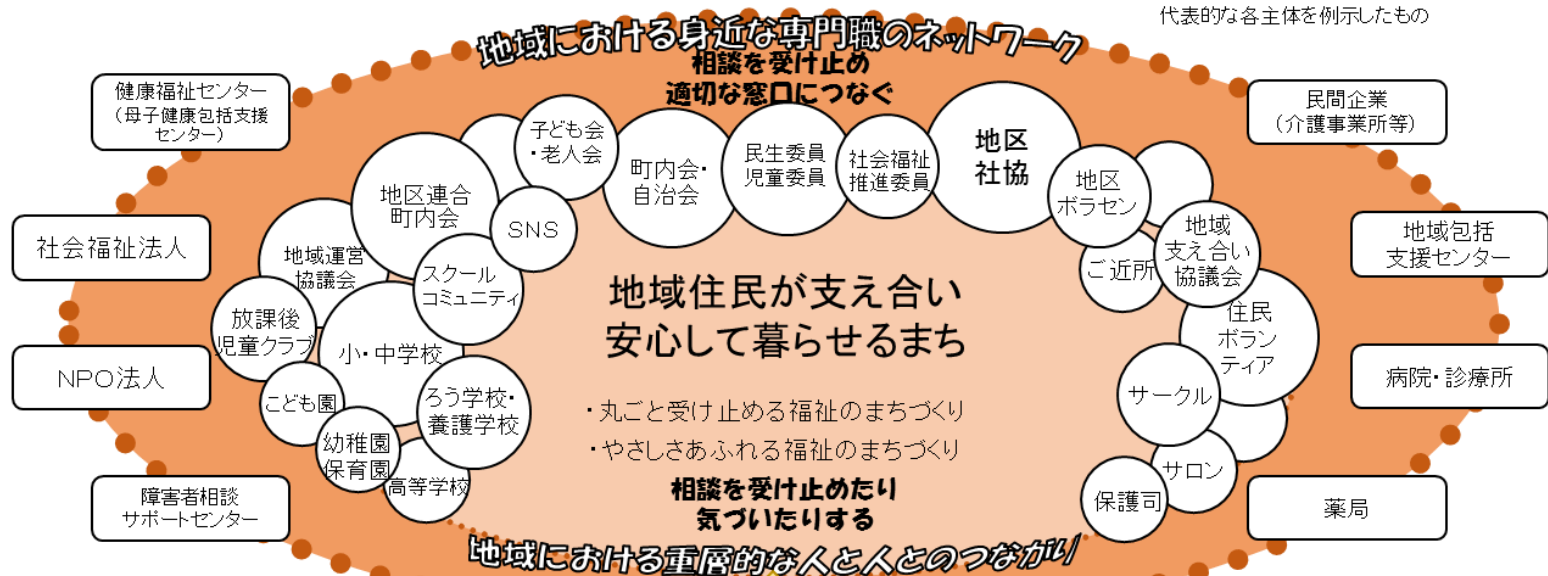 代表的な各主体を例示したもの
地域における身近な専門職のネットワーク
相談を受け止め
適切な窓口につなぐ
健康福祉センター
（母子健康包括支援
センター）
社会福祉法人
NPO法人
障害者相談
サポートセンター
民間企業
（介護事業所等）
地域包括
支援センター
病院・診療所
薬局
子ども会
・老人会
町内会・
自治会
民生委員
児童委員
社会福祉
推進委員
地区
社協
地区
ボラセン
地区連合
町内会
SNS
地域運営
協議会
スクール
コミュニティ
放課後
児童クラブ
小・中学校
こども園
ろう学校・
養護学校
幼稚園
保育園
高等学校
ご近所
地域
支え合い
協議会
住民
ボラン
ティア
サークル
サロン
保護司
地域住民が支え合い
安心して暮らせるまち
・丸ごと受け止める福祉のまちづくり
・やさしさあふれる福祉のまちづくり
相談を受け止めたり
気づいたりする
地域における重層的な人と人とのつながり